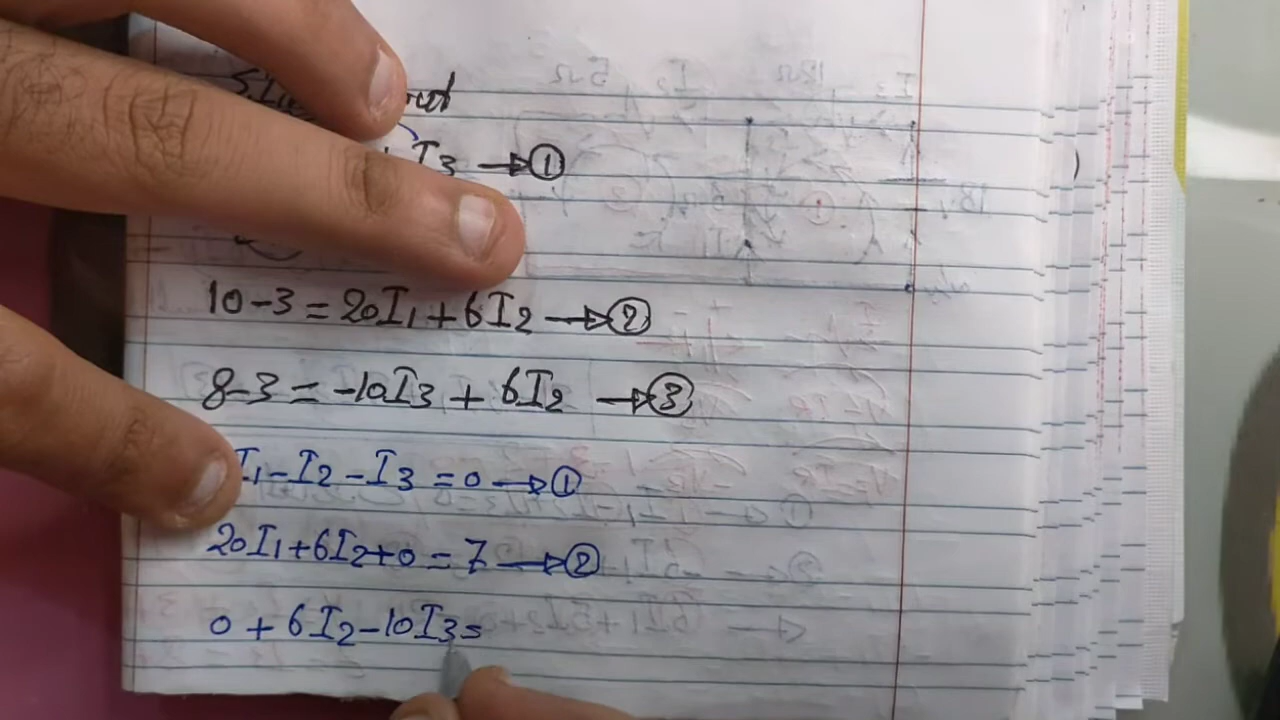 I3 →①
10-3 = 20I1 + 6I2 →②
8-3 = -10I3 + 6I2 →③
I1 - I2 - I3 = 0 →①
20I1 + 6I2 + 0 = 7 →②
0 + 6I2 - 10I3 =